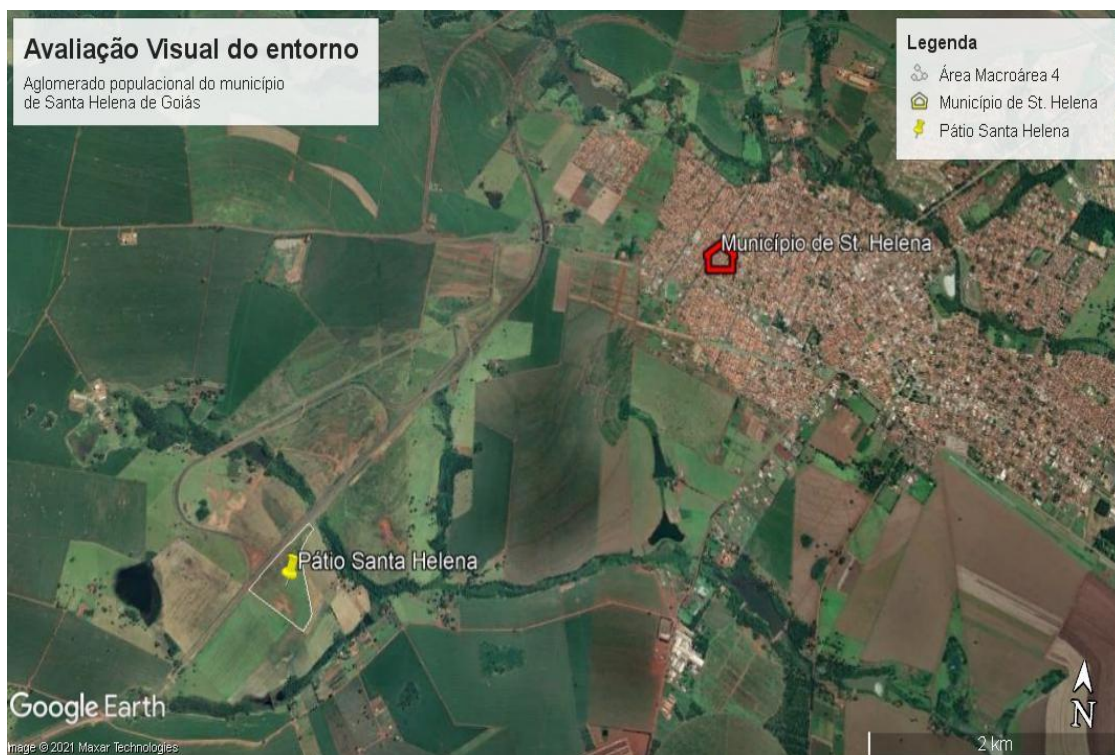 Avaliação Visual do entorno
Aglomerado populacional do município
de Santa Helena de Goiás
Legenda
Área Macroárea 4
Município de St. Helena
Pátio Santa Helena
Município de St. Helena
Pátio Santa Helena
Google Earth
Image © 2021 Maxar Technologies
N
2 km